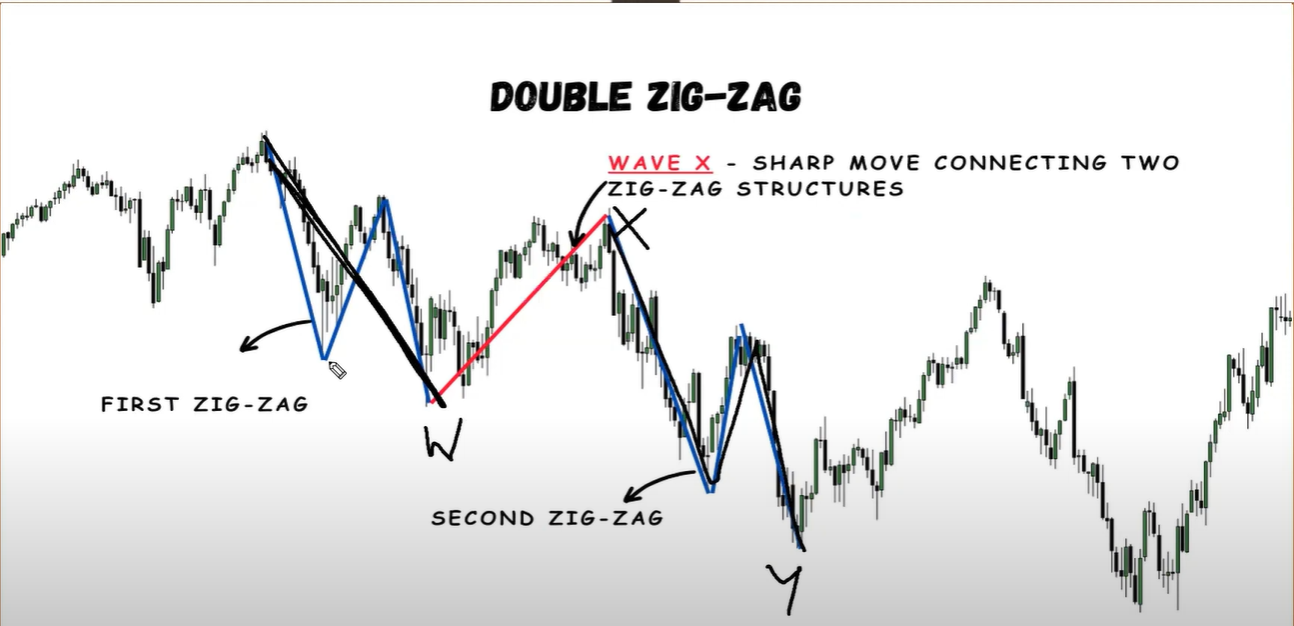 DOUBLE ZIG-ZAG
WAVE X - SHARP MOVE CONNECTING TWO
ZIG-ZAG STRUCTURES
X
FIRST ZIG-ZAG
W
SECOND ZIG-ZAG
Y